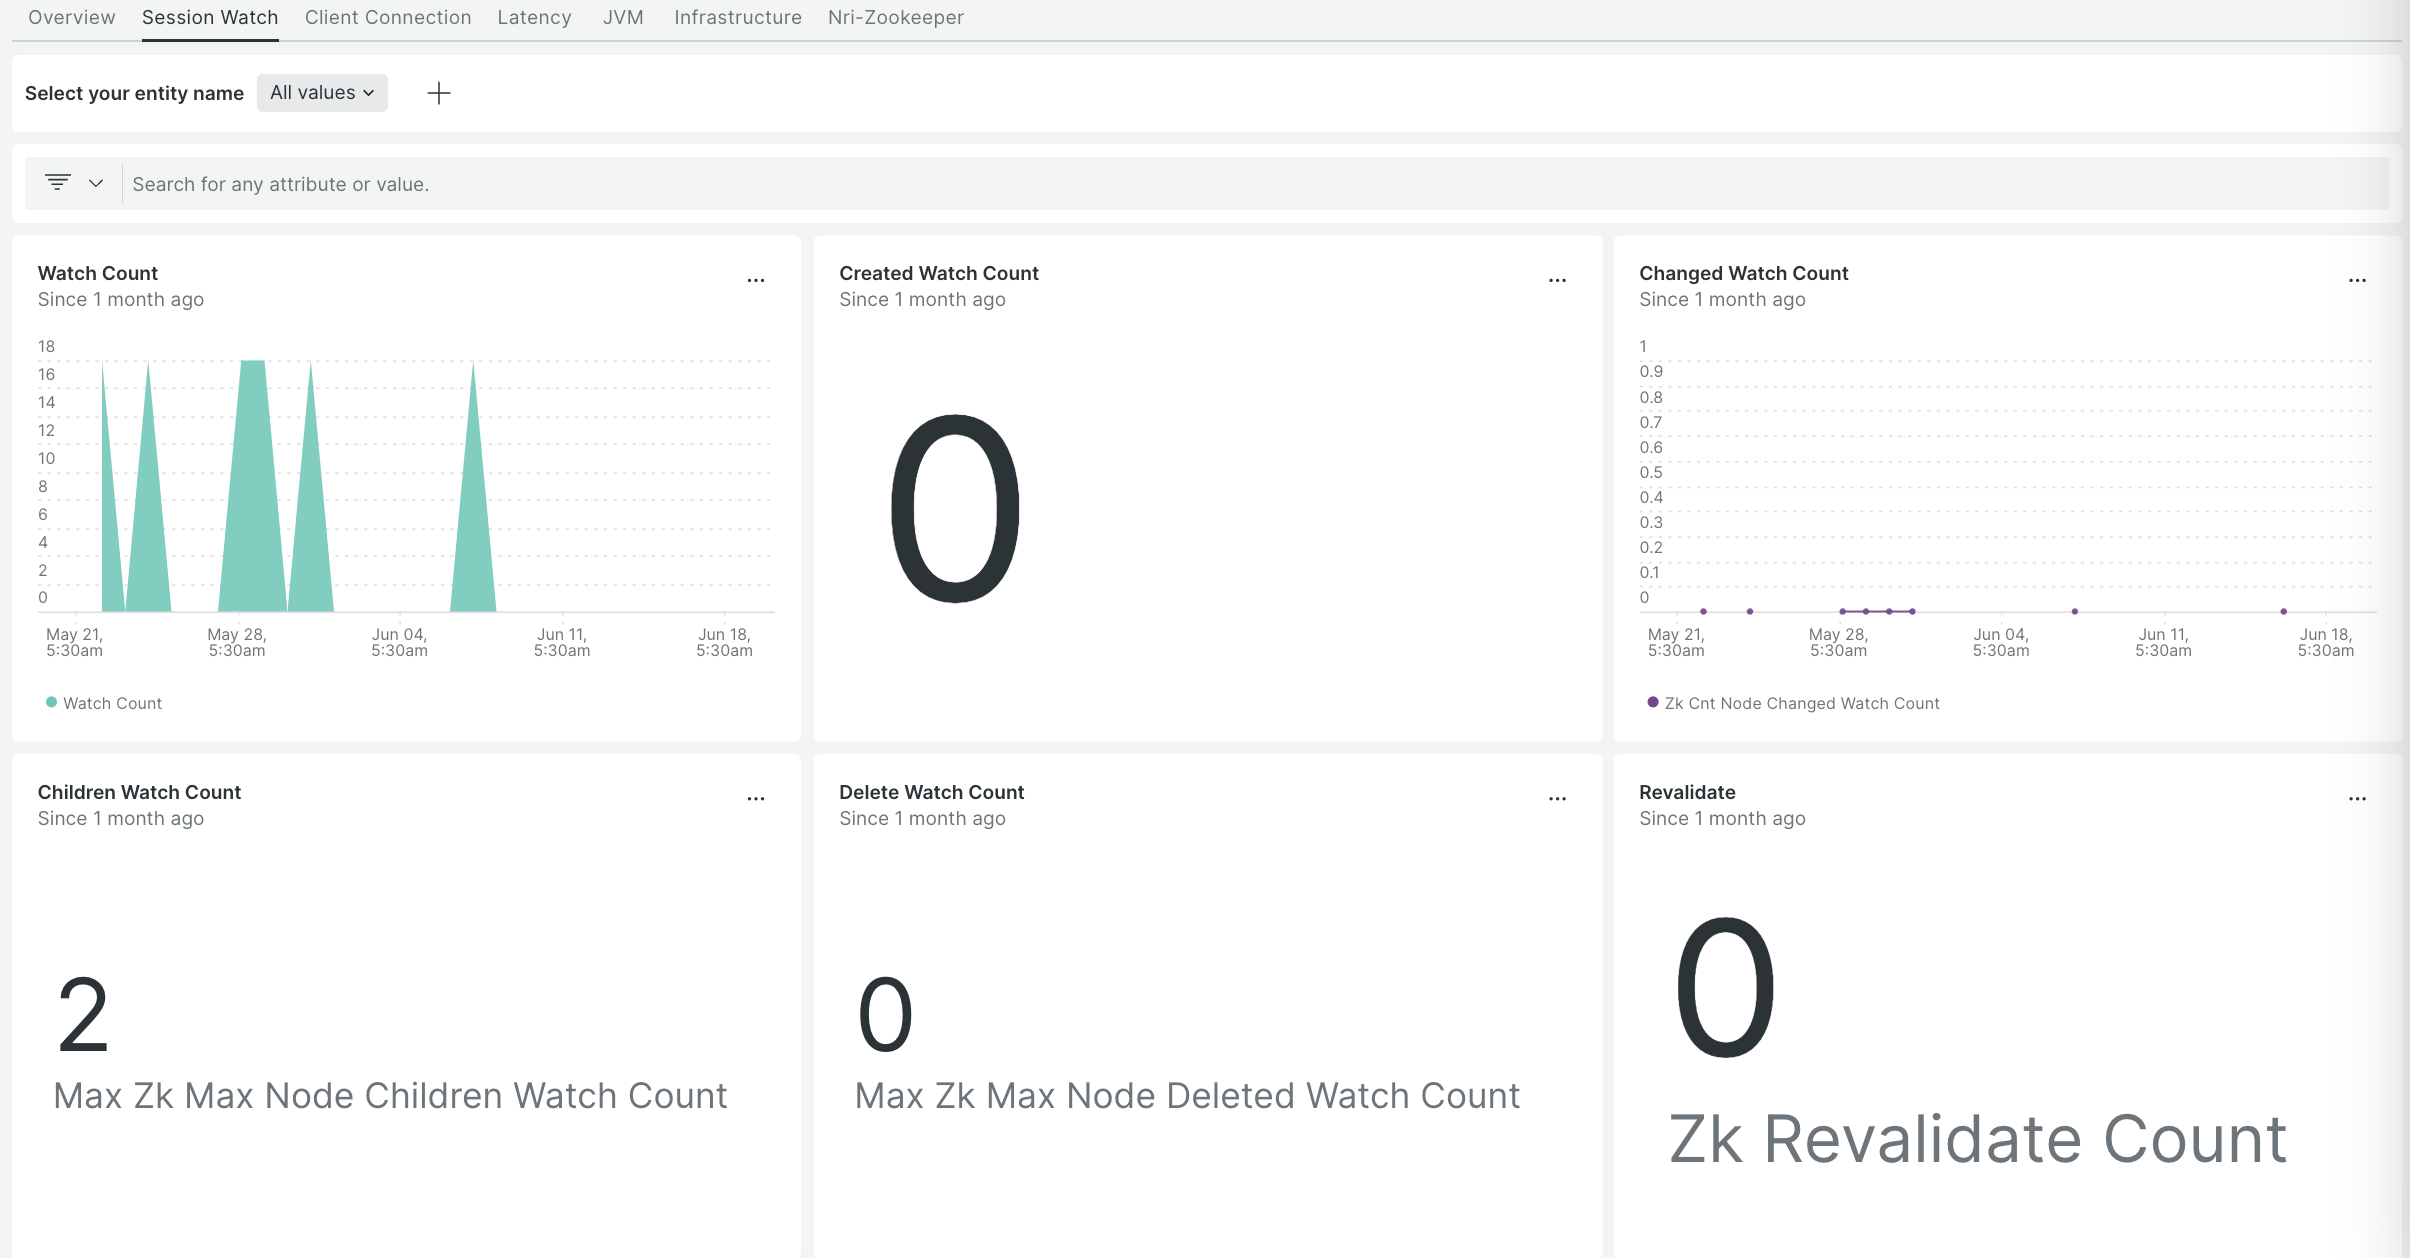 Overview Session Watch Client Connection Latency JVM Infrastructure Nri-Zookeeper
Select your entity name All values
Search for any attribute or value.
Watch Count
Since 1 month ago
18
16
14
12
10
8
6
4
2
0
May 21, May 28, Jun 04, Jun 11, Jun 18,
5:30am 5:30am 5:30am 5:30am 5:30am
Watch Count
Created Watch Count
Since 1 month ago
0
Changed Watch Count
Since 1 month ago
1
0.9
0.8
0.7
0.6
0.5
0.4
0.3
0.2
0.1
0
May 21, May 28, Jun 04, Jun 11, Jun 18,
5:30am 5:30am 5:30am 5:30am 5:30am
Zk Cnt Node Changed Watch Count
Children Watch Count
Since 1 month ago
2
Max Zk Max Node Children Watch Count
Delete Watch Count
Since 1 month ago
0
Max Zk Max Node Deleted Watch Count
Revalidate
Since 1 month ago
0
Zk Revalidate Count